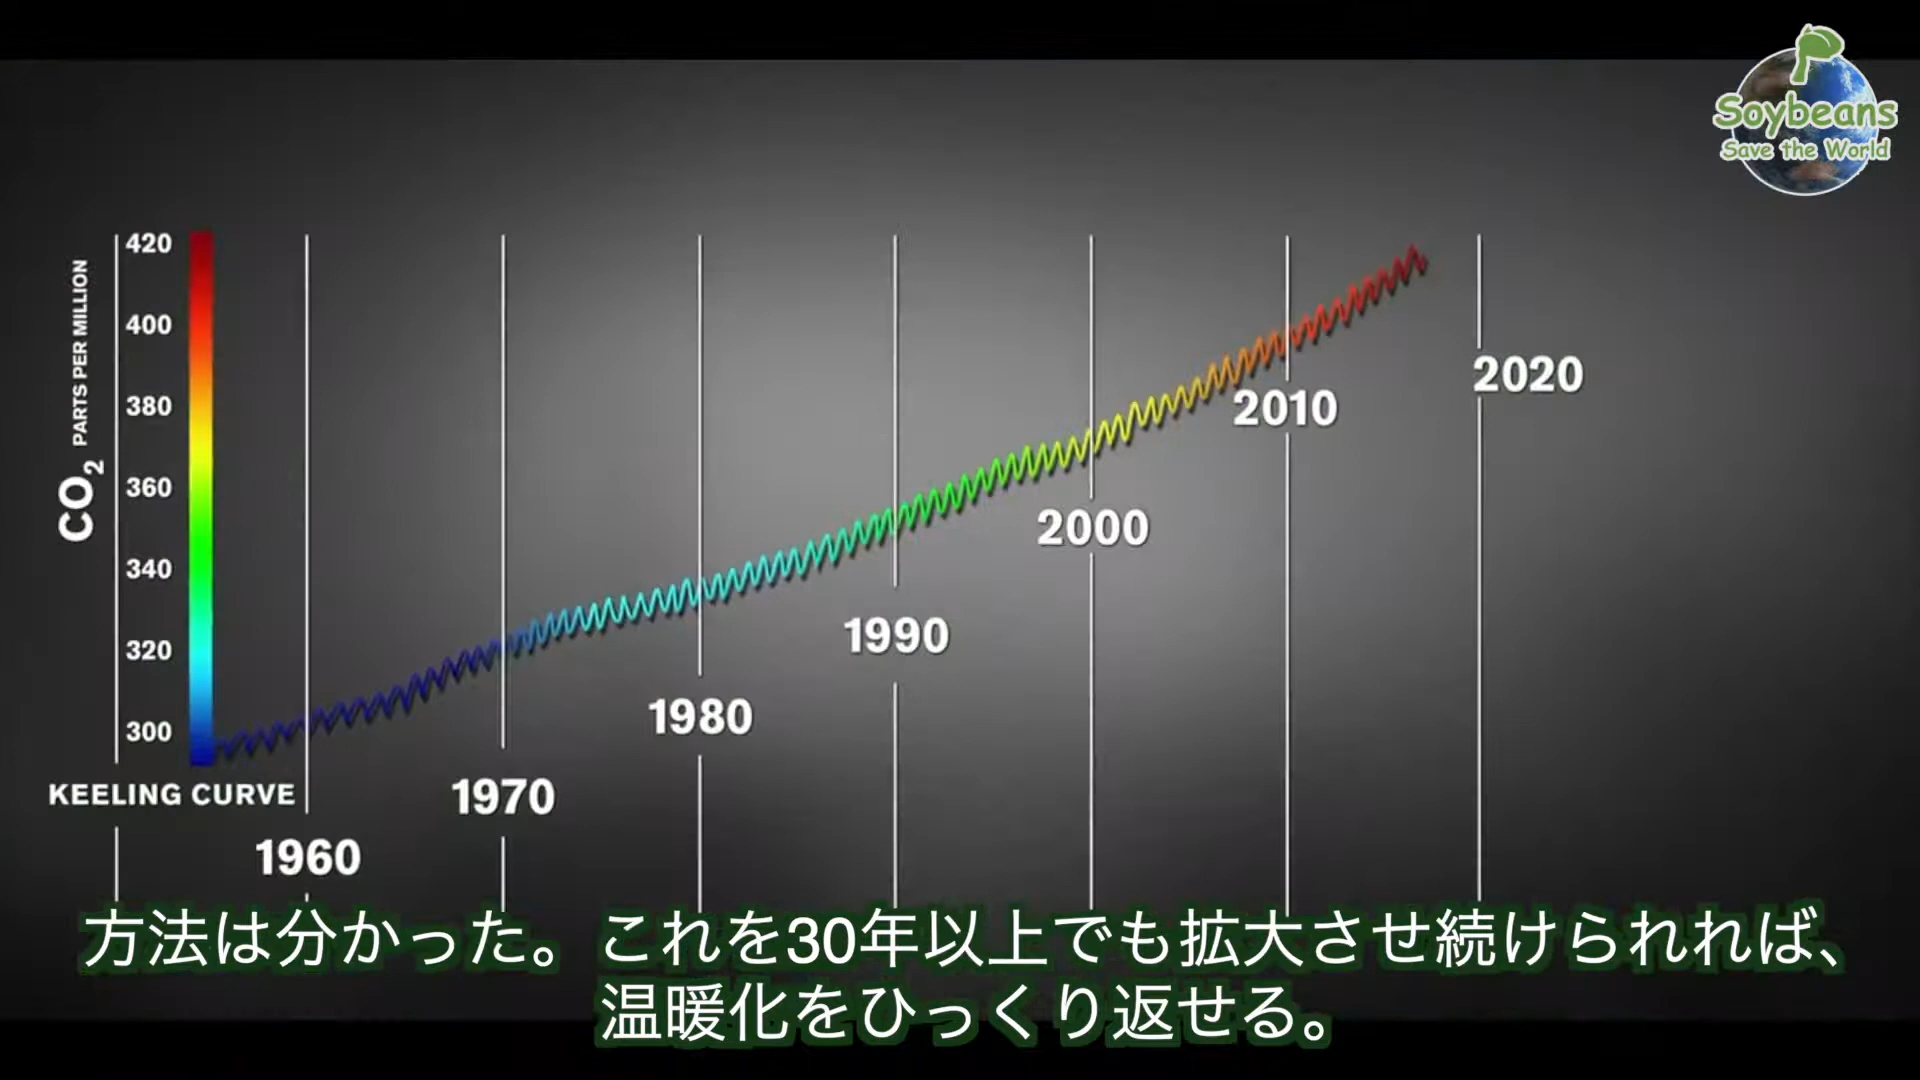 Soybeans
Save the World
420
400
380
360
340
320
300
CO2 PARTS PER MILLION
KEELING CURVE
1960
1970
1980
1990
2000
2010
2020
方法は分かった。これを30年以上でも拡大させ続けられれば、
温暖化をひっくり返せる。